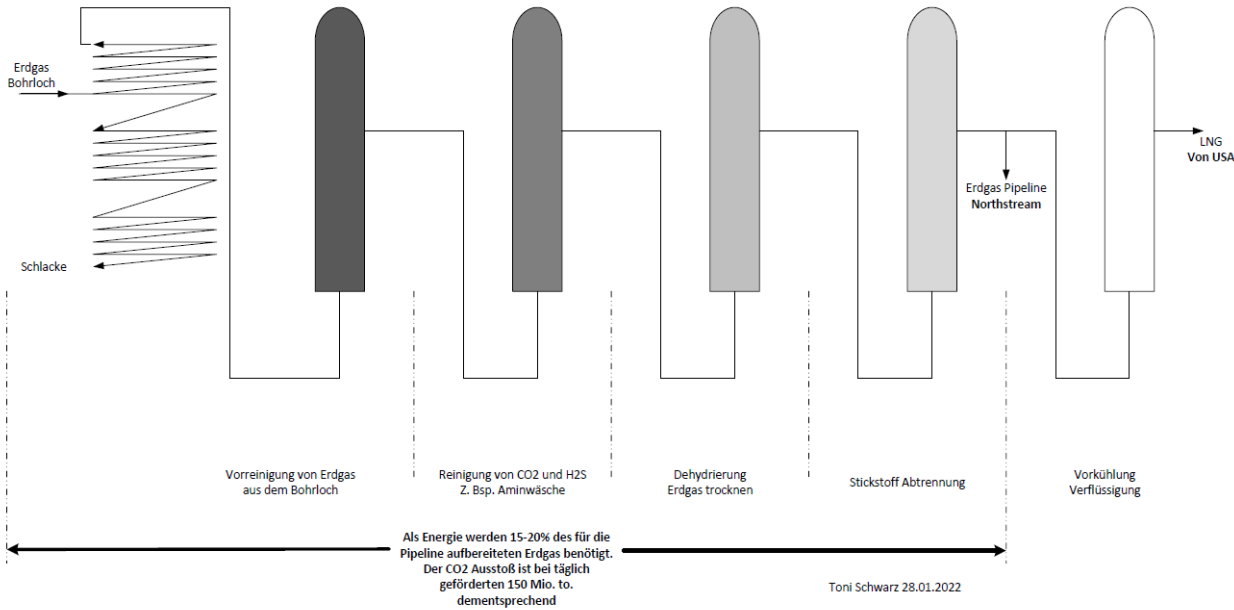 Erdgas
Bohrloch
Schlacke
LNG
Von USA
Erdgas Pipeline
Northstream
Vorreinigung von Erdgas
aus dem Bohrloch
Reinigung von CO2 und H2S
Z. Bsp. Aminwäsche
Dehydrierung
Erdgas trocknen
Stickstoff Abtrennung
Vorkühlung
Verflüssigung
Als Energie werden 15-20% des für die
Pipeline aufbereiteten Erdgas benötigt.
Der CO2 Ausstoß ist bei täglich
geförderten 150 Mio. to.
dementsprechend
Toni Schwarz 28.01.2022